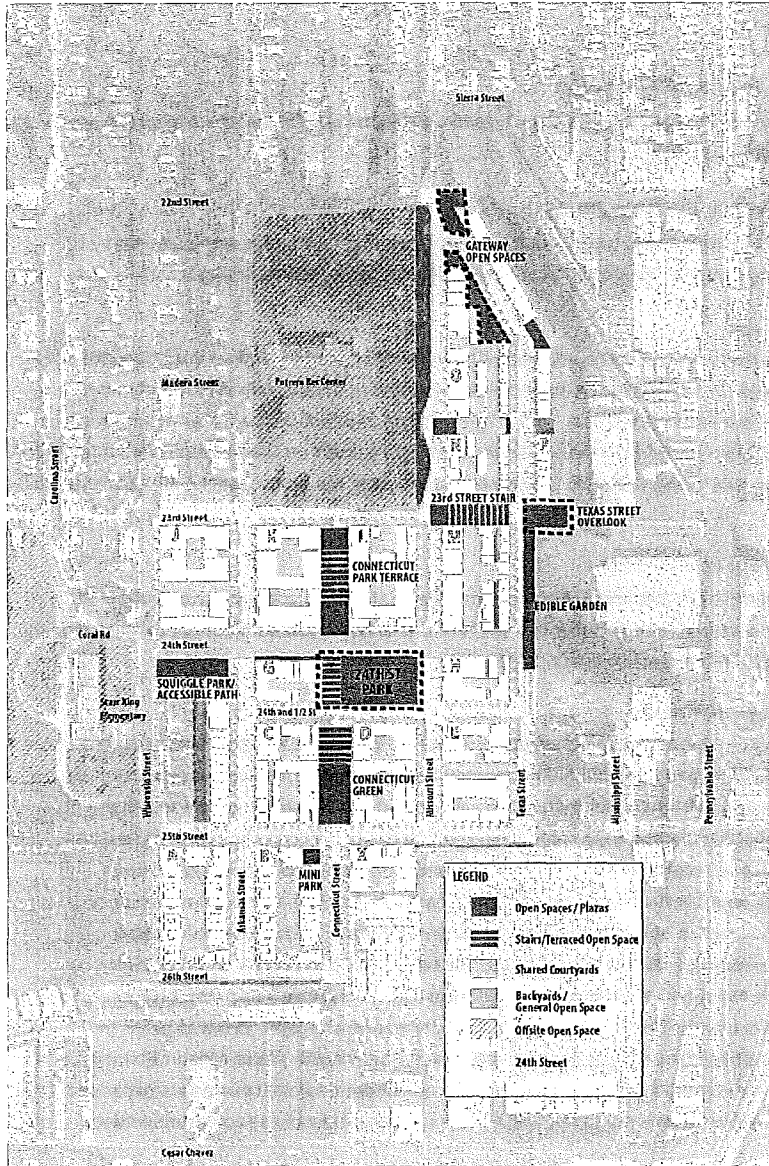 Sierra Street
22nd Street
GATEWAY
OPEN SPACES
Madera Street
Potrero Rec Center
Carolina Street
23rd STREET STAIR
23rd Street
TEXAS STREET
OVERLOOK
CONNECTICUT
PARK TERRACE
EDIBLE GARDEN
Coral Rd
24th Street
SQUIGGLE PARK/
ACCESSIBLE PATH
24TH ST
PARK
Starr King
Elementary
24th and 1/2 St
CONNECTICUT
GREEN
Wisconsin Street
Missouri Street
Texas Street
Mississippi Street
Pennsylvania Street
25th Street
MINI
PARK
Arkansas Street
Connecticut Street
26th Street
LEGEND
Open Spaces / Plazas
Stairs/Terraced Open Space
Shared Courtyards
Backyards /
General Open Space
Offsite Open Space
24th Street
Cesar Chavez